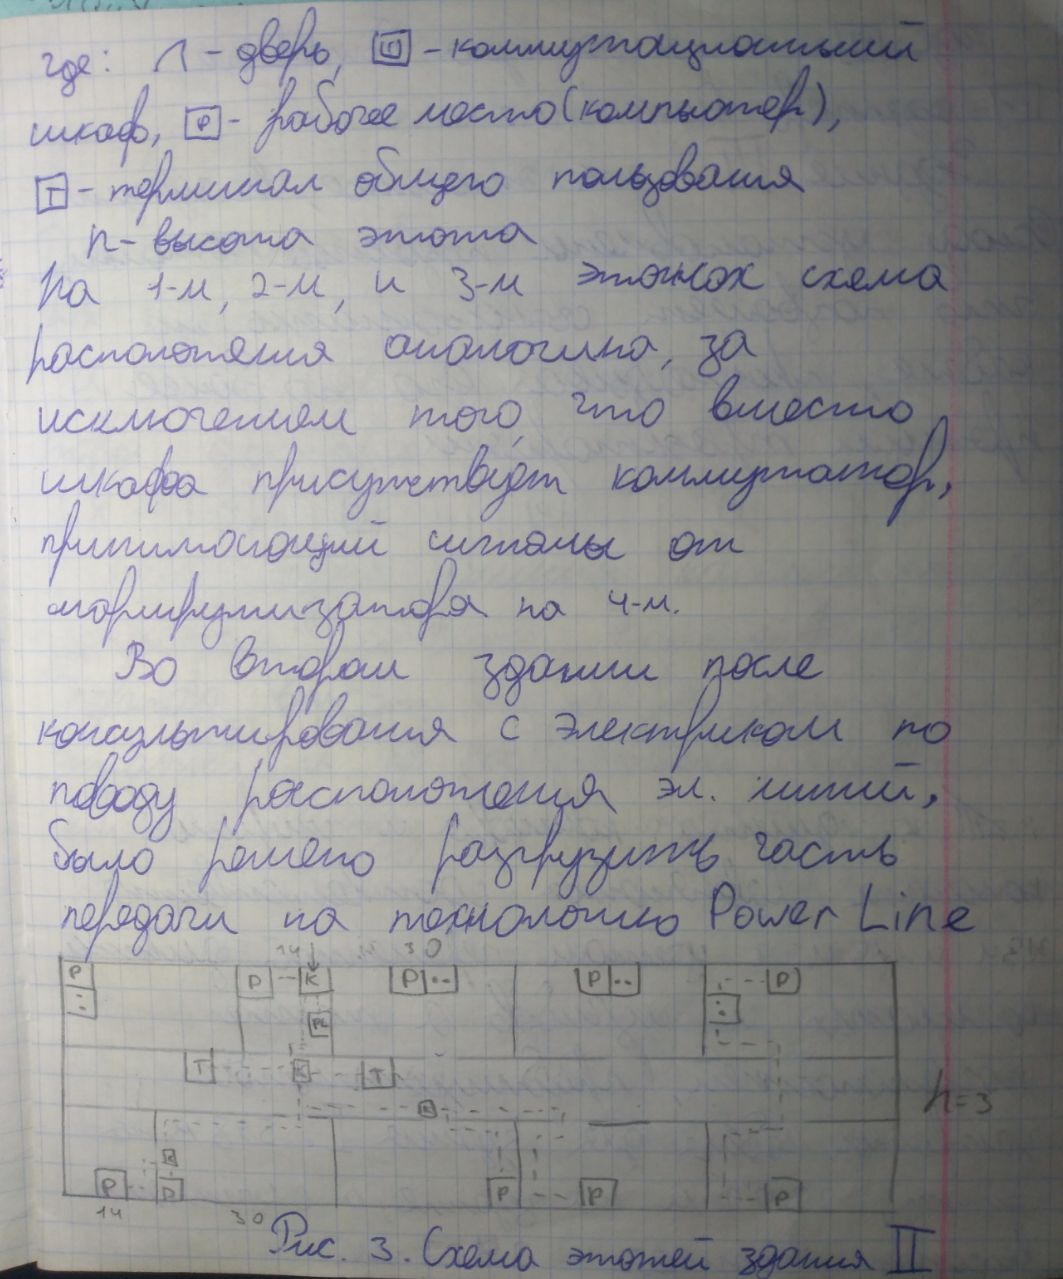 где: – дверь, Ш – коммутационный
шкаф, Р – рабочее место (компьютер),
Т – терминал общего пользования
h – высота этажа
На 1-м, 2-м, и 3-м этажах схема
расположения аналогична, за
исключением того, что вместо
шкафа присутствует коммутатор,
принимающий сигналы от
маршрутизатора на 4-м.
Во втором здании после
консультирования с электриком по
поводу расположения эл. линий,
было решено разгрузить часть
передачи на технологию Power Line
14 30
Р Р К Р Р Р
К
Т К Т
К
h=3
К
Р Р Р Р Р
14 30
Рис. 3. Схема этажей здания II